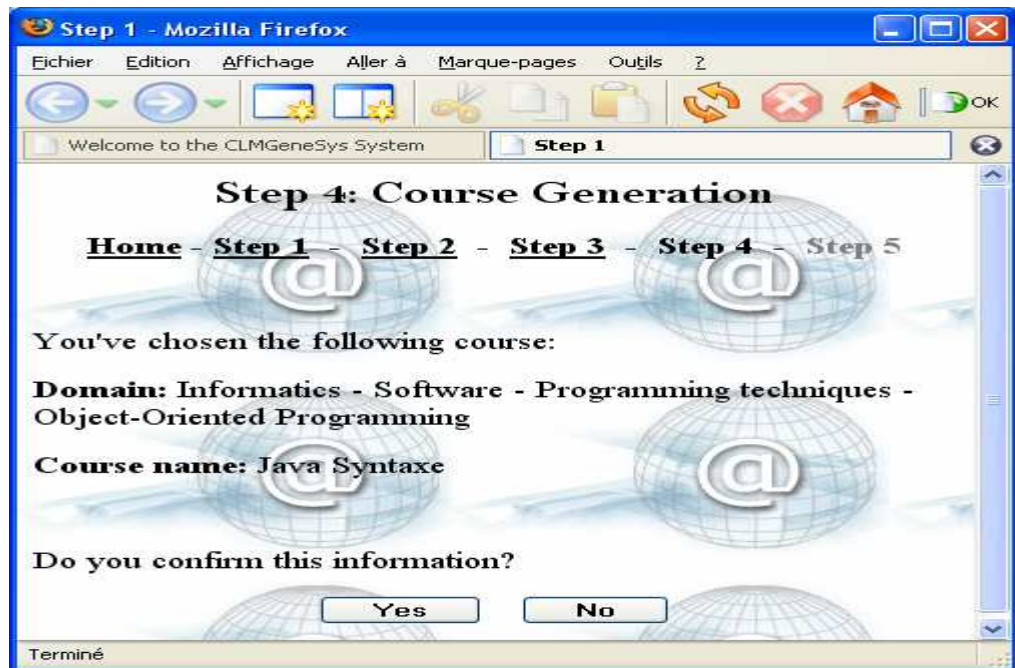 Step 1 - Mozilla Firefox
Fichier Edition Affichage Aller à Marque-pages Outils ?
OK
Welcome to the CLMGeneSys System Step 1
Step 4: Course Generation
Home - Step 1 - Step 2 - Step 3 - Step 4 - Step 5
You've chosen the following course:
Domain: Informatics - Software - Programming techniques -
Object-Oriented Programming
Course name: Java Syntaxe
Do you confirm this information?
Yes No
Terminé